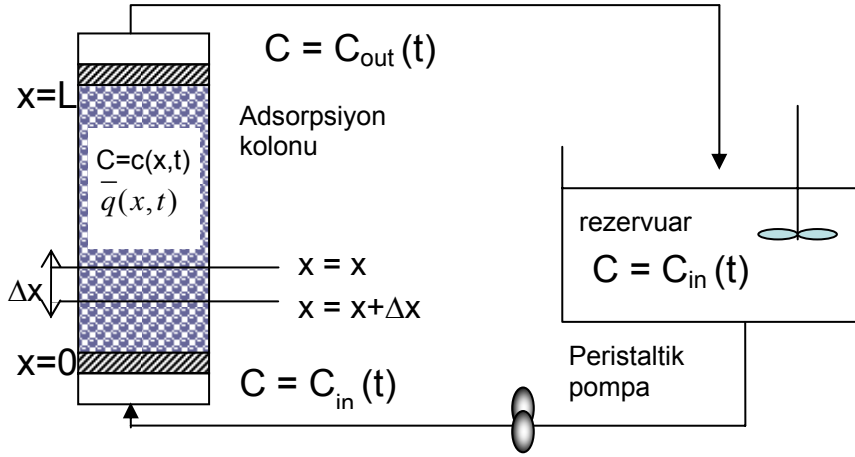 C = C_out (t)
x=L
Adsorpsiyon
kolonu
C=c(x,t)
q̅(x,t)
rezervuar
C = C_in (t)
x = x
Δx
x = x+Δx
x=0
C = C_in (t)
Peristaltik
pompa